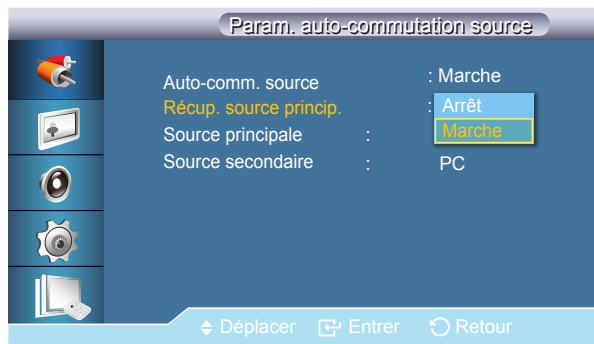 Param. auto-commutation source
Auto-comm. source : Marche
Récup. source princip. : Arrêt
Marche
Source principale :
Source secondaire : PC
Déplacer Entrer Retour